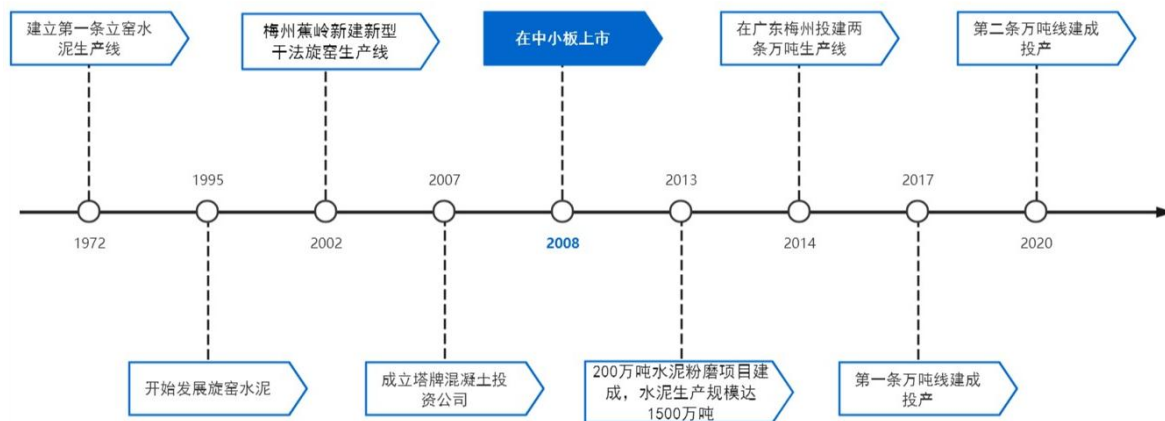 建立第一条立窑水
泥生产线
梅州蕉岭新建新型
干法旋窑生产线
在中小板上市
在广东梅州投建两
条万吨生产线
第二条万吨线建成
投产
1995
2007
2013
2017
1972
2002
2008
2014
2020
开始发展旋窑水泥
成立塔牌混凝土投
资公司
200万吨水泥粉磨项目建
成，水泥生产规模达
1500万吨
第一条万吨线建成
投产